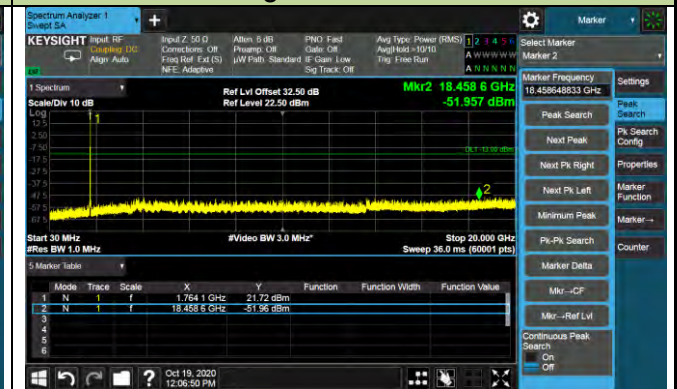 Spectrum Analyzer 1
Swept SA
+
Marker
KEYSIGHT Input: RF
Coupling: DC
Align: Auto
Input Z: 50 Ω
Corrections: Off
Freq Ref: Ext (S)
NFE: Adaptive
Atten: 6 dB
Preamp: Off
µW Path: Standard
PNO: Fast
Gate: Off
IF Gain: Low
Sig Track: Off
Avg Type: Power (RMS)
Avg|Hold: >10/10
Trig: Free Run
1 2 3 4 5 6
A W W W W W
A N N N N N
Select Marker
Marker 2
1 Spectrum
Scale/Div 10 dB
Ref Lvl Offset 32.50 dB
Ref Level 22.50 dBm
Mkr2 18.458 6 GHz
-51.957 dBm
Marker Frequency
18.458648833 GHz
Settings
Peak Search
Next Peak
Next Pk Right
Next Pk Left
Minimum Peak
Pk-Pk Search
Marker Delta
Mkr→CF
Mkr→Ref Lvl
Continuous Peak Search
On
Off
Peak Search
Pk Search Config
Properties
Marker Function
Marker→
Counter
Log
12.5
2.50
-7.50
-17.5
-27.5
-37.5
-47.5
-57.5
-67.5
1
DL1 -13.00 dBm
2
Start 30 MHz
#Res BW 1.0 MHz
#Video BW 3.0 MHz*
Stop 20.000 GHz
Sweep 36.0 ms (60001 pts)
5 Marker Table
Mode Trace Scale X Y Function Function Width Function Value
1 N 1 f 1.764 1 GHz 21.72 dBm
2 N 1 f 18.458 6 GHz -51.96 dBm
3
4
5
6
?
Oct 19, 2020
12:06:50 PM